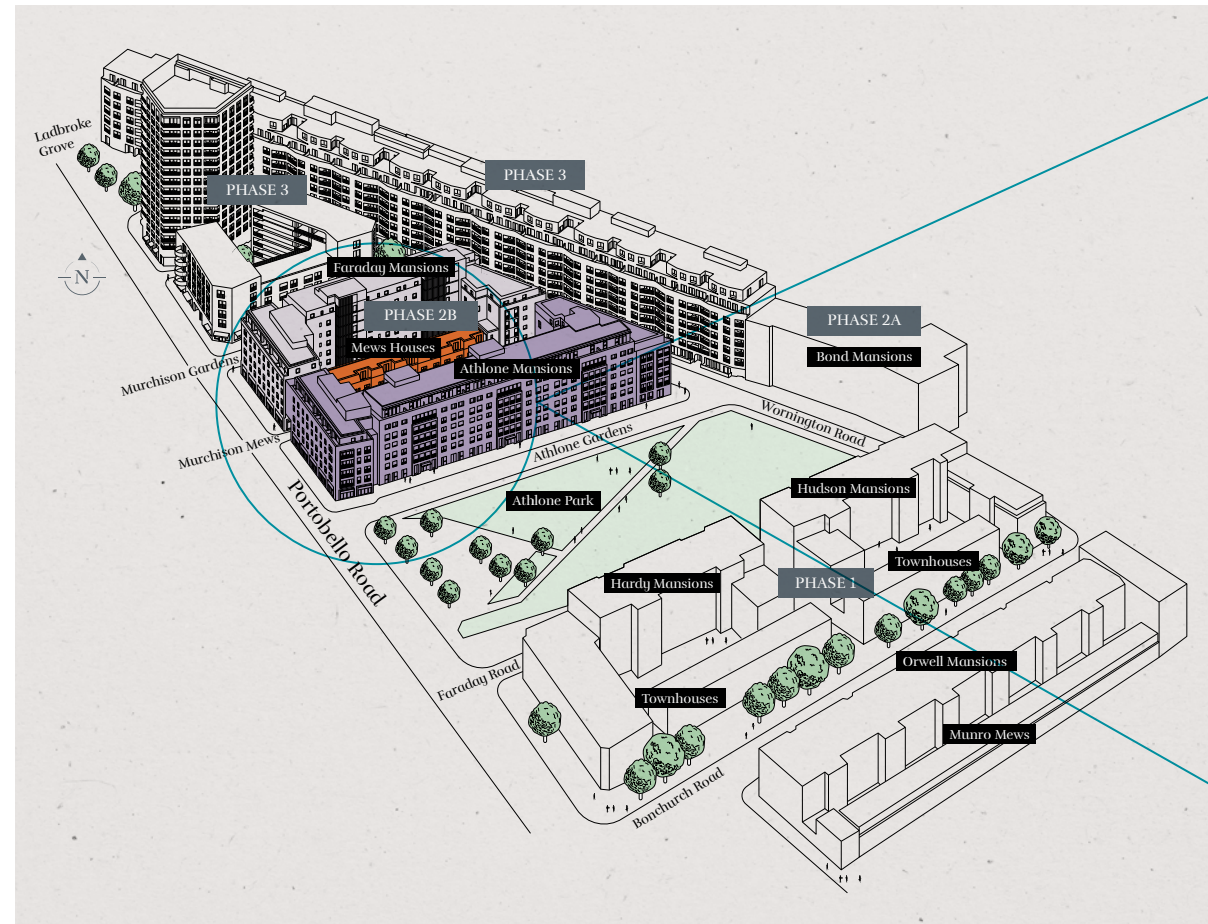 Ladbroke
Grove
PHASE 3
PHASE 3
N
Faraday Mansions
PHASE 2B
PHASE 2A
Mews Houses
Bond Mansions
Athlone Mansions
Murchison Gardens
Wornington Road
Murchison Mews
Athlone Gardens
Portobello Road
Athlone Park
Hudson Mansions
Townhouses
Hardy Mansions
PHASE 1
Faraday Road
Orwell Mansions
Townhouses
Munro Mews
Bonchurch Road